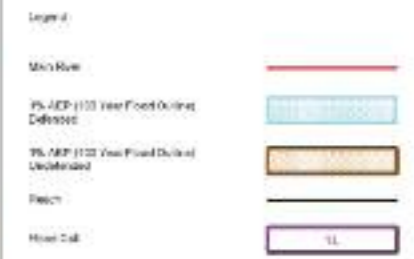 Legend
Main River
1% AEP (100 Year Flood Outline)
Defended
1% AEP (100 Year Flood Outline)
Undefended
Reach
Flood Cell